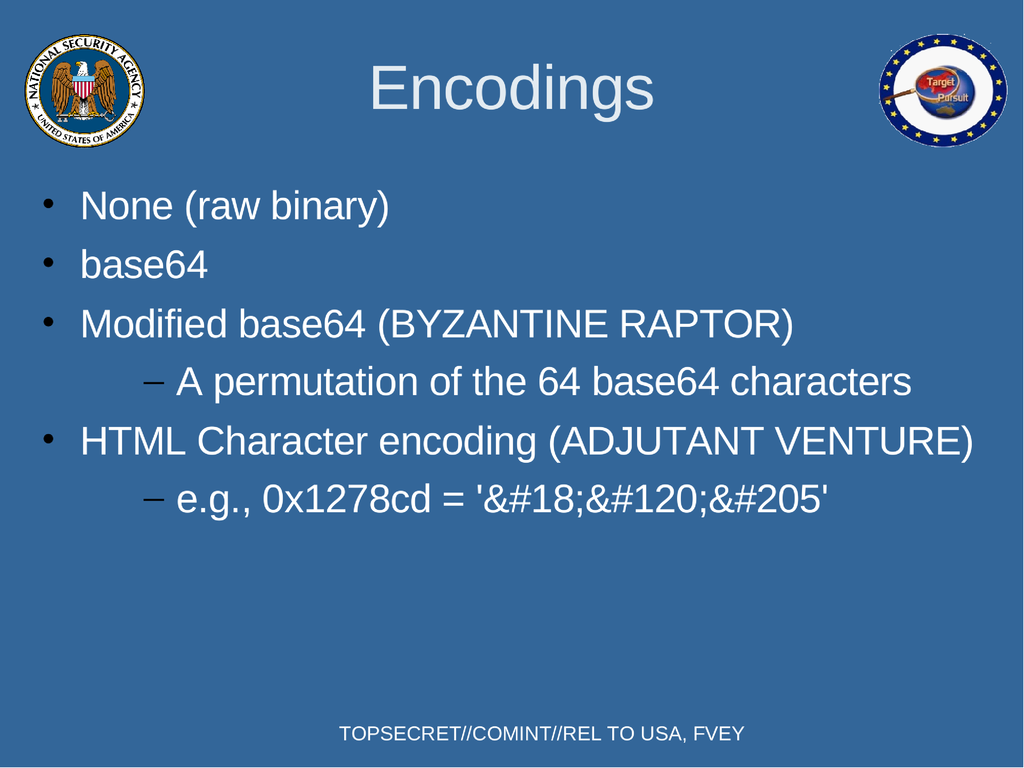 NATIONAL SECURITY AGENCY
UNITED STATES OF AMERICA
Encodings
Target
Pursuit
• None (raw binary)
• base64
• Modified base64 (BYZANTINE RAPTOR)
– A permutation of the 64 base64 characters
• HTML Character encoding (ADJUTANT VENTURE)
– e.g., 0x1278cd = '&#18;&#120;&#205'
TOPSECRET//COMINT//REL TO USA, FVEY